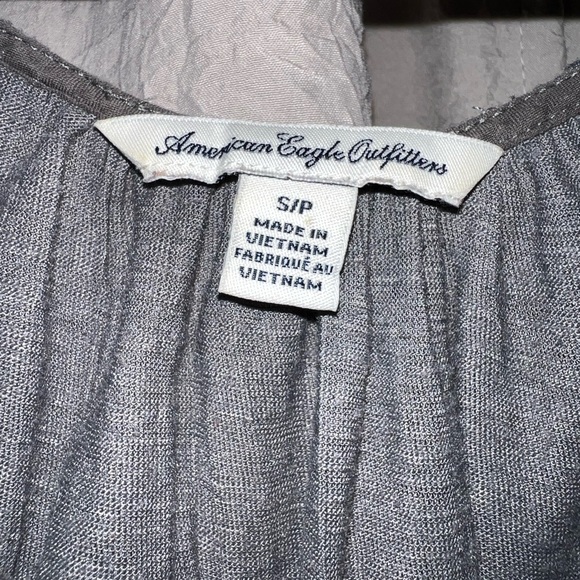 American Eagle Outfitters
S/P
MADE IN
VIETNAM
FABRIQUÉ AU
VIETNAM